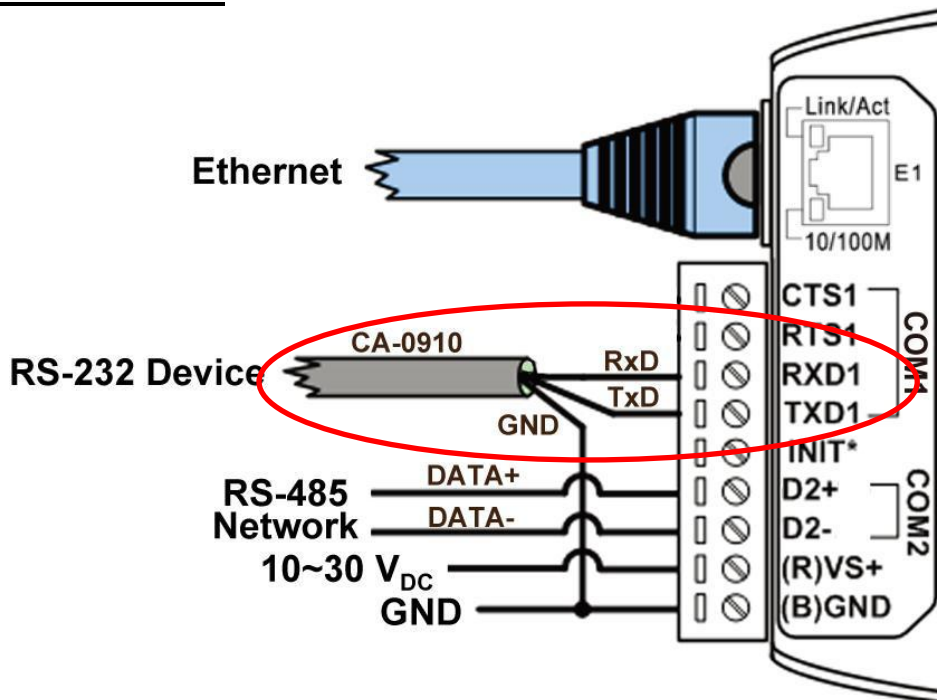 Link/Act
Ethernet
E1
10/100M
CTS1
RTS1
CA-0910
RS-232 Device
RxD
RXD1
COM1
TxD
TXD1
GND
INIT*
DATA+
RS-485
D2+
DATA-
Network
D2-
COM2
10~30 VDC
(R)VS+
GND
(B)GND